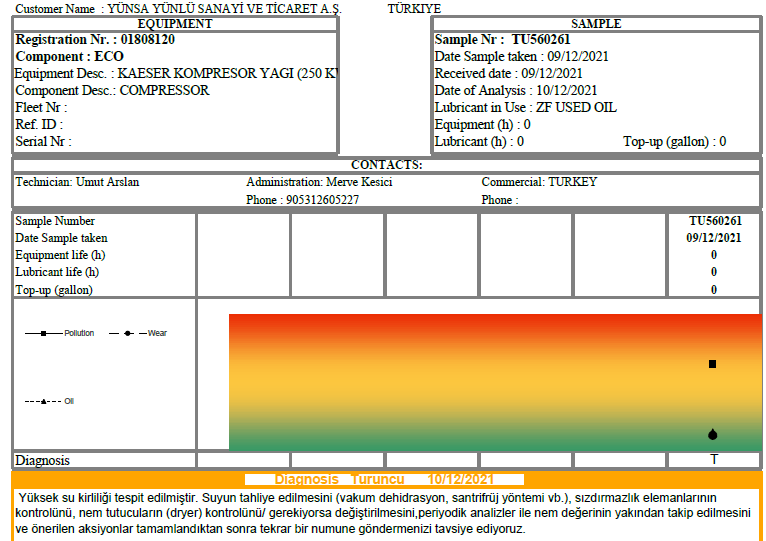 Customer Name : YÜNSA YÜNLÜ SANAYİ VE TİCARET A.Ş. TÜRKIYE
EQUIPMENT
Registration Nr. : 01808120
Component : ECO
Equipment Desc. : KAESER KOMPRESOR YAGI (250 K
Component Desc.: COMPRESSOR
Fleet Nr :
Ref. ID :
Serial Nr :
SAMPLE
Sample Nr : TU560261
Date Sample taken : 09/12/2021
Received date : 09/12/2021
Date of Analysis : 10/12/2021
Lubricant in Use : ZF USED OIL
Equipment (h) : 0
Lubricant (h) : 0 Top-up (gallon) : 0
CONTACTS:
Technician: Umut Arslan Administration: Merve Kesici Commercial: TURKEY
Phone : 905312605227 Phone :
Sample Number TU560261
Date Sample taken 09/12/2021
Equipment life (h) 0
Lubricant life (h) 0
Top-up (gallon) 0
Pollution Wear
Oil
Diagnosis T
Diagnosis Turuncu 10/12/2021
Yüksek su kirliliği tespit edilmiştir. Suyun tahliye edilmesini (vakum dehidrasyon, santrifrüj yöntemi vb.), sızdırmazlık elemanlarının
kontrolünü, nem tutucuların (dryer) kontrolünü/ gerekiyorsa değiştirilmesini,periyodik analizler ile nem değerinin yakından takip edilmesini
ve önerilen aksiyonlar tamamlandıktan sonra tekrar bir numune göndermenizi tavsiye ediyoruz.